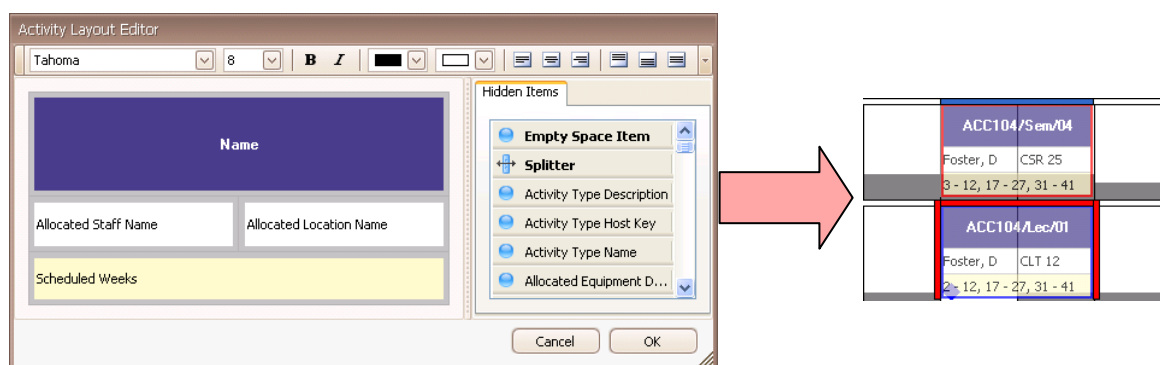 Activity Layout Editor
Tahoma 8 B I
Hidden Items
Name
Allocated Staff Name Allocated Location Name
Scheduled Weeks
Empty Space Item
Splitter
Activity Type Description
Activity Type Host Key
Activity Type Name
Allocated Equipment D...
Cancel OK
ACC104/Sem/04
Foster, D CSR 25
3 - 12, 17 - 27, 31 - 41
ACC104/Lec/01
Foster, D CLT 12
2 - 12, 17 - 27, 31 - 41